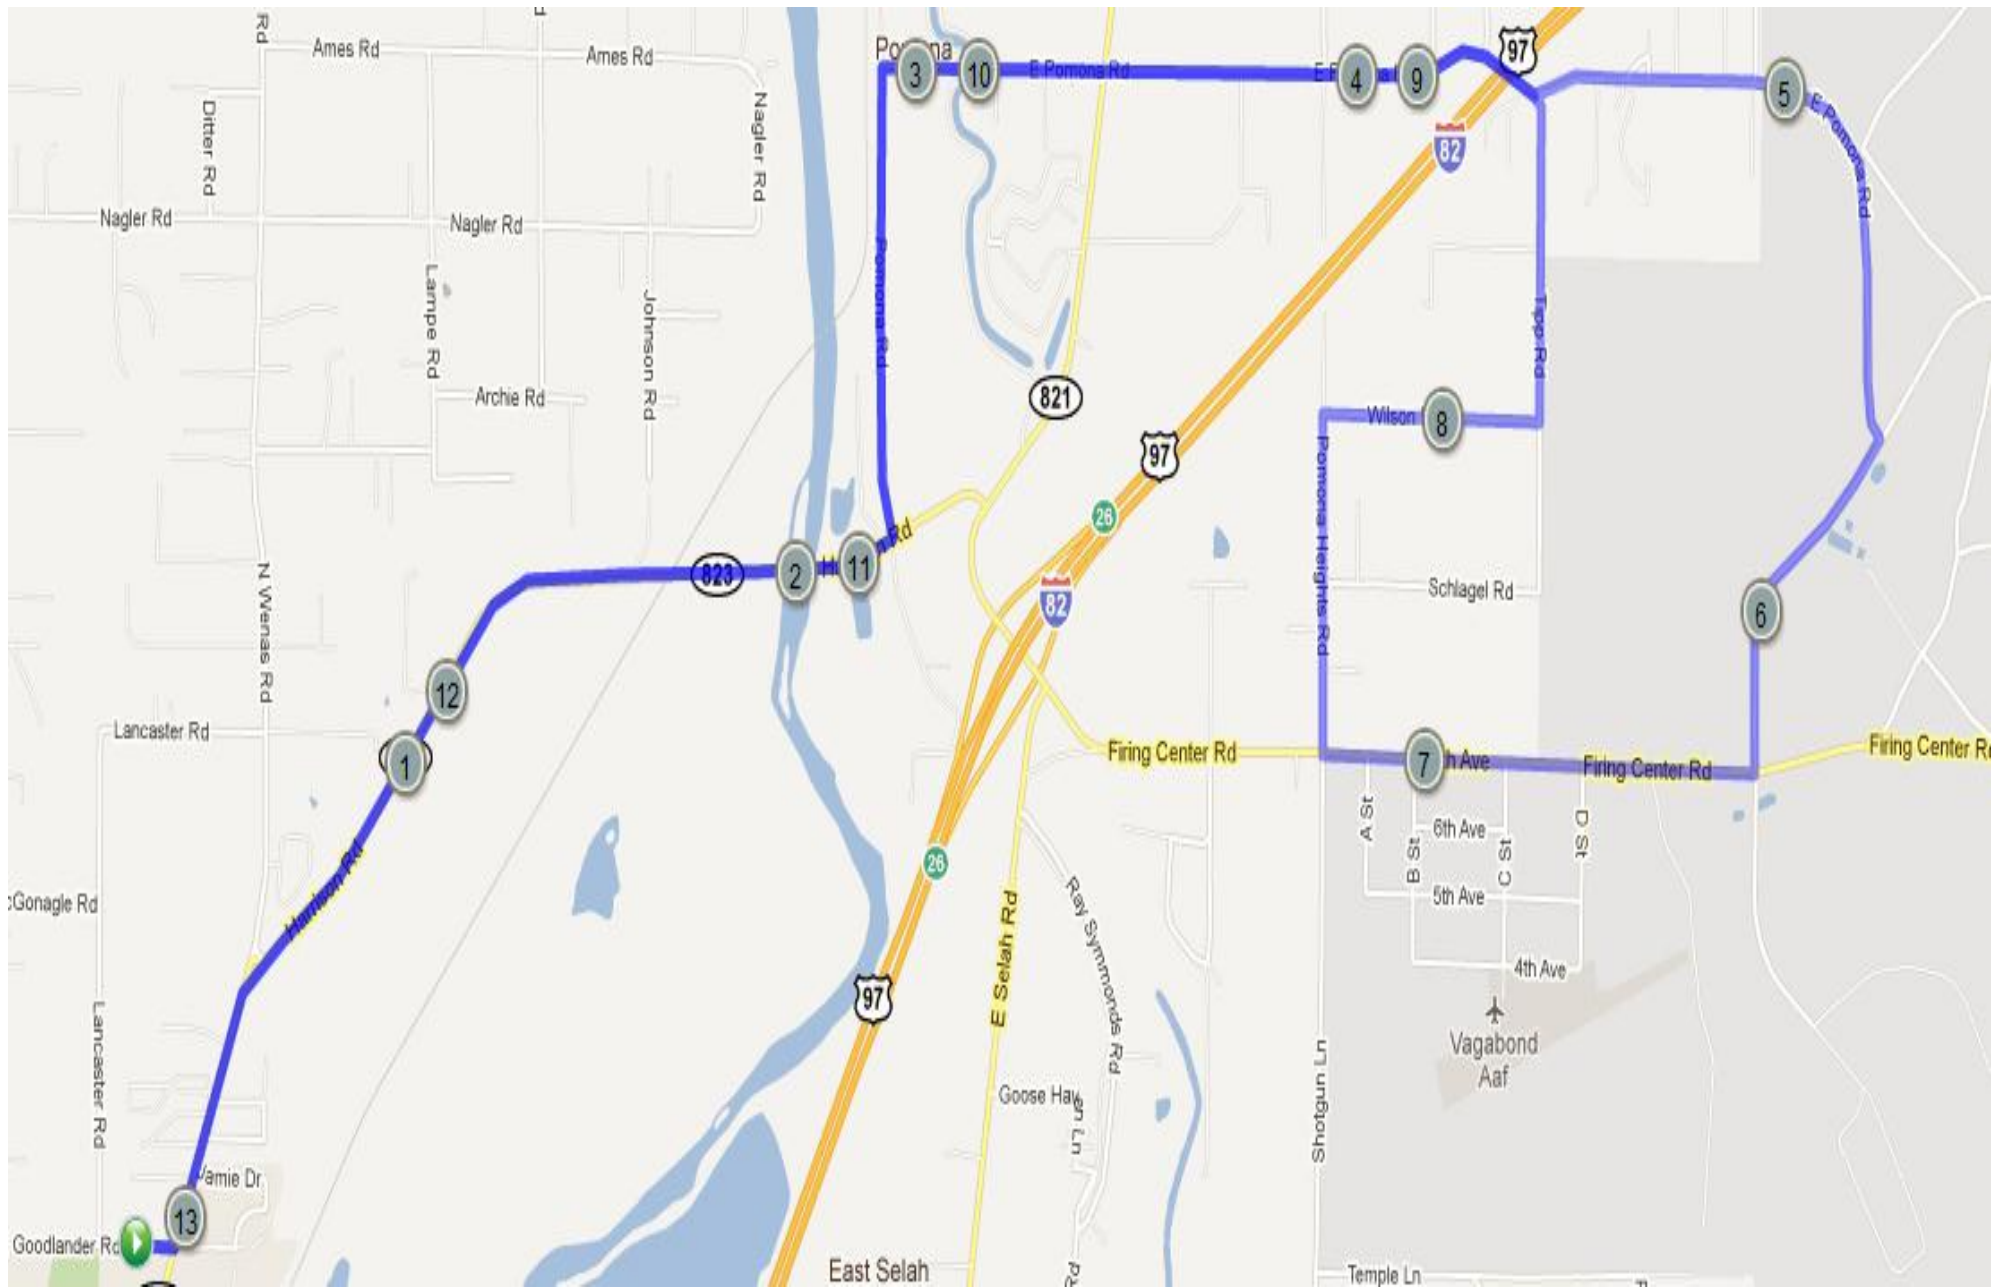 Rd
Ames Rd
Ames Rd
Ditter Rd
Nagler Rd
Nagler Rd
Nagler Rd
Lampe Rd
Johnson Rd
Archie Rd
N Wenas Rd
Lancaster Rd
Lancaster Rd
Gonagle Rd
Harrison Rd
Jamie Dr
Goodlander Rd
13
1
12
823
2
11
Rd
Pomona
3
10
E Pomona Rd
4
9
97
5
E Pomona Rd
82
Pomona Rd
821
97
26
82
Tipp Rd
Wilson
8
Pomona Heights Rd
Schlagel Rd
6
Firing Center Rd
7
h Ave
Firing Center Rd
Firing Center Rd
A St
B St
C St
D St
6th Ave
5th Ave
4th Ave
Vagabond
Aaf
26
97
E Selah Rd
Ray Symmonds Rd
Goose Haven Ln
Shotgun Ln
East Selah
Rd
Temple Ln